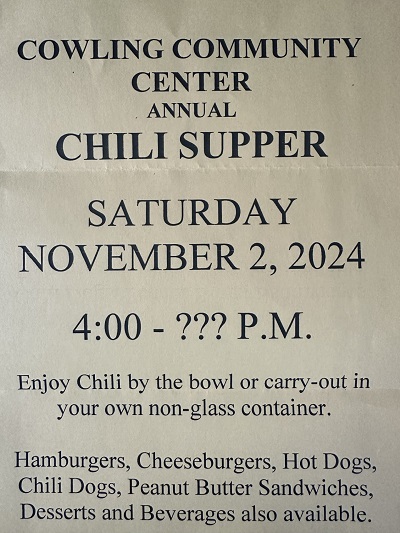 COWLING COMMUNITY
CENTER
ANNUAL
CHILI SUPPER
SATURDAY
NOVEMBER 2, 2024
4:00 - ??? P.M.
Enjoy Chili by the bowl or carry-out in
your own non-glass container.
Hamburgers, Cheeseburgers, Hot Dogs,
Chili Dogs, Peanut Butter Sandwiches,
Desserts and Beverages also available.